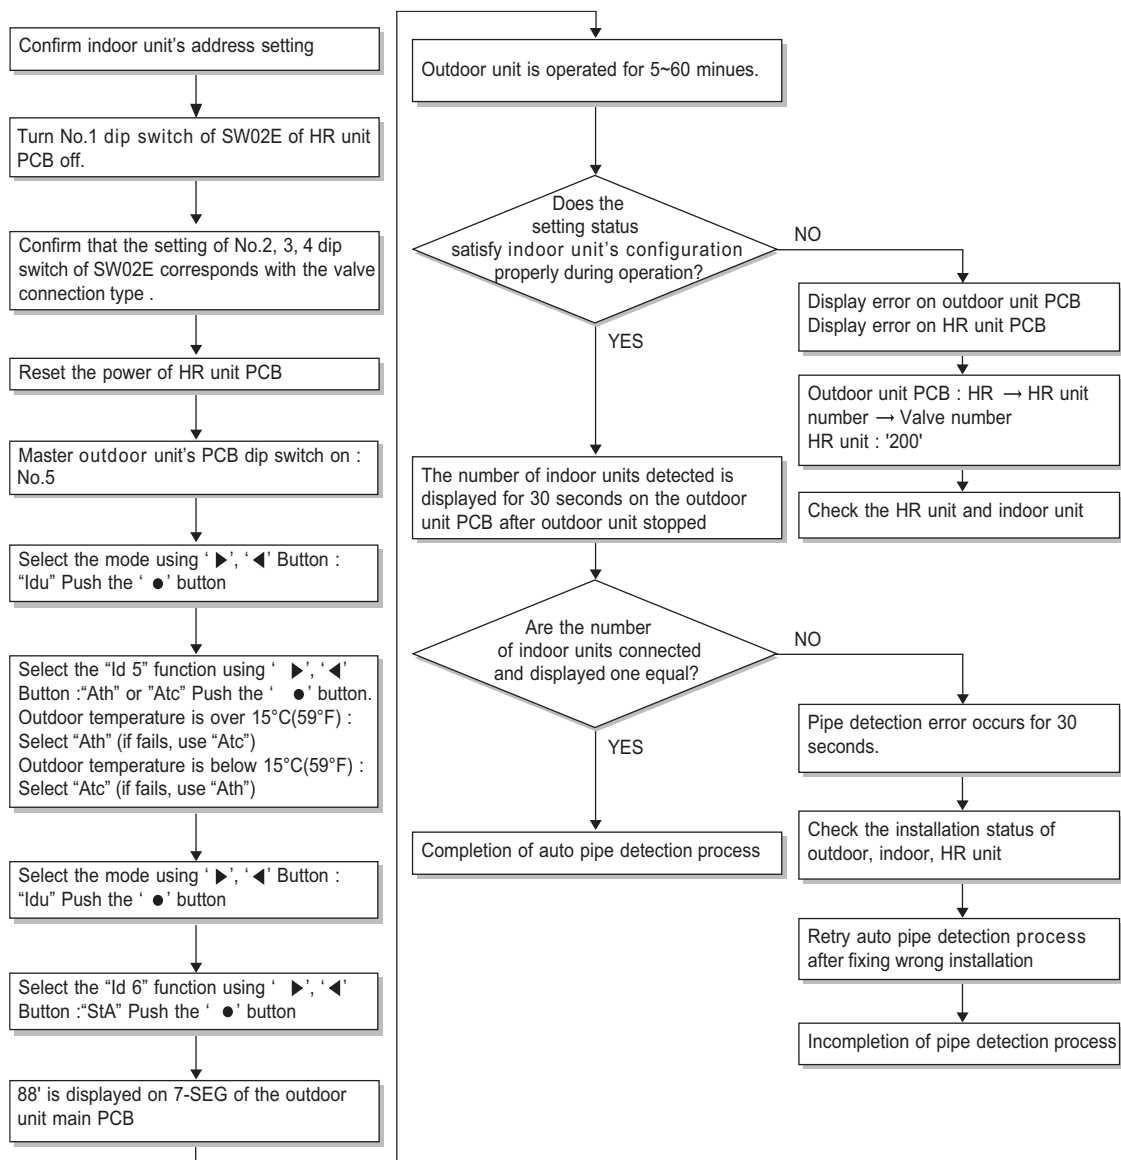 Confirm indoor unit's address setting
Turn No.1 dip switch of SW02E of HR unit
PCB off.
Confirm that the setting of No.2, 3, 4 dip
switch of SW02E corresponds with the valve
connection type .
Reset the power of HR unit PCB
Master outdoor unit's PCB dip switch on :
No.5
Select the mode using ‘ ▶’, ‘◀’ Button :
“Idu” Push the ‘ ●’ button
Select the “Id 5” function using ‘ ▶’, ‘◀’
Button :“Ath” or ”Atc” Push the ‘ ●’ button.
Outdoor temperature is over 15°C(59°F) :
Select “Ath” (if fails, use “Atc”)
Outdoor temperature is below 15°C(59°F) :
Select “Atc” (if fails, use “Ath”)
Select the mode using ‘ ▶’, ‘◀’ Button :
“Idu” Push the ‘ ●’ button
Select the “Id 6” function using ‘ ▶’, ‘◀’
Button :“StA” Push the ‘ ●’ button
88' is displayed on 7-SEG of the outdoor
unit main PCB
Outdoor unit is operated for 5~60 minues.
Does the
setting status
satisfy indoor unit's configuration
properly during operation?
NO
Display error on outdoor unit PCB
Display error on HR unit PCB
Outdoor unit PCB : HR → HR unit
number → Valve number
HR unit : '200'
Check the HR unit and indoor unit
YES
The number of indoor units detected is
displayed for 30 seconds on the outdoor
unit PCB after outdoor unit stopped
Are the number
of indoor units connected
and displayed one equal?
NO
Pipe detection error occurs for 30
seconds.
Check the installation status of
outdoor, indoor, HR unit
Retry auto pipe detection process
after fixing wrong installation
Incompletion of pipe detection process
YES
Completion of auto pipe detection process